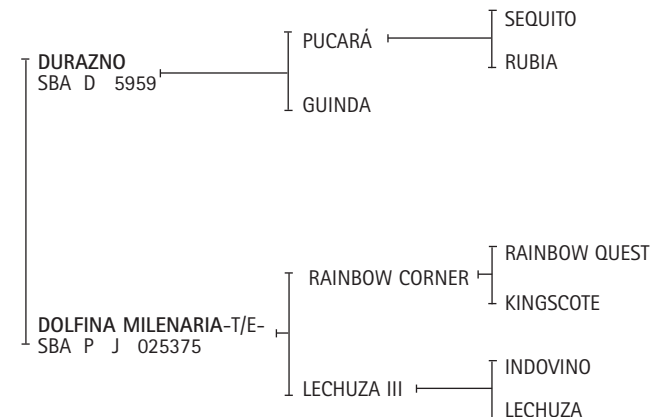 SEQUITO
PUCARÁ
DURAZNO
RUBIA
SBA D 5959
GUINDA
RAINBOW QUEST
RAINBOW CORNER
KINGSCOTE
DOLFINA MILENARIA-T/E-
SBA P J 025375
INDOVINO
LECHUZA III
LECHUZA